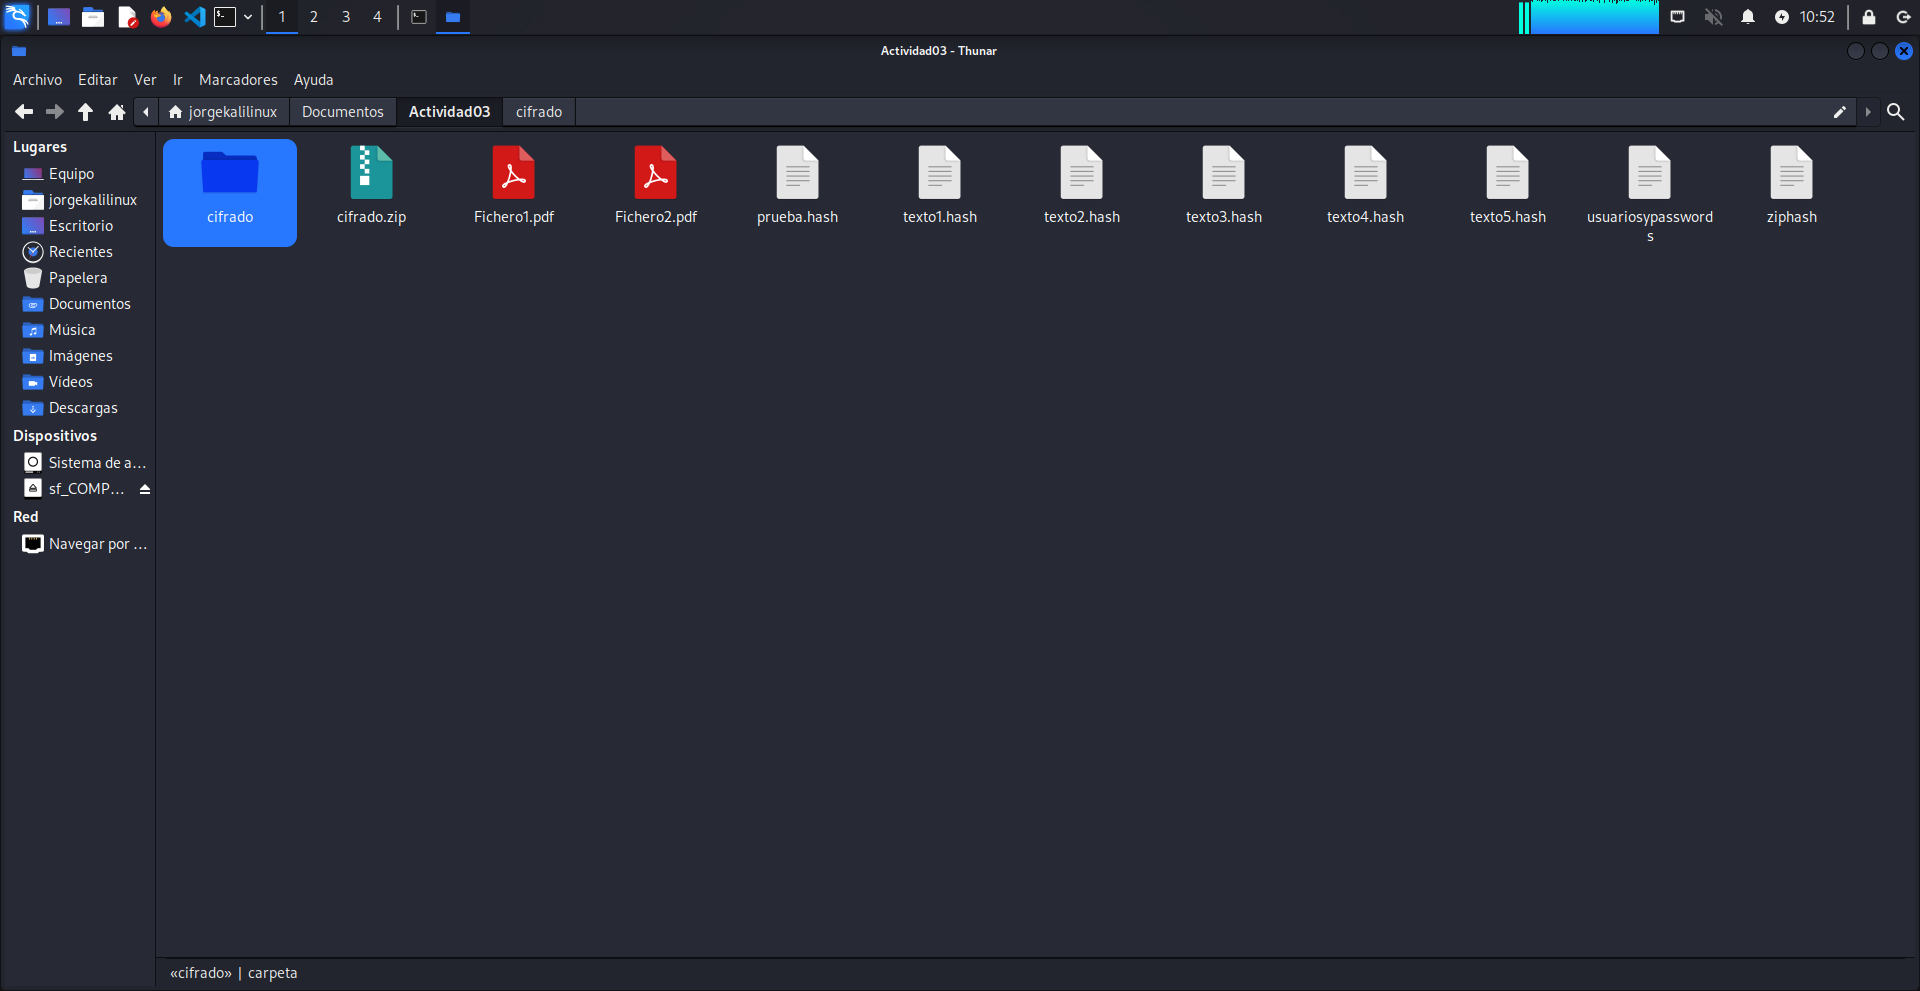 1 2 3 4 10:52
Actividad03 - Thunar
Archivo Editar Ver Ir Marcadores Ayuda
jorgekalilinux Documentos Actividad03 cifrado
Lugares
Equipo
jorgekalilinux
Escritorio
Recientes
Papelera
Documentos
Música
Imágenes
Vídeos
Descargas
Dispositivos
Sistema de a...
sf_COMP...
Red
Navegar por ...
cifrado cifrado.zip Fichero1.pdf Fichero2.pdf prueba.hash texto1.hash texto2.hash texto3.hash texto4.hash texto5.hash usuariosypassword ziphash
s
«cifrado» | carpeta